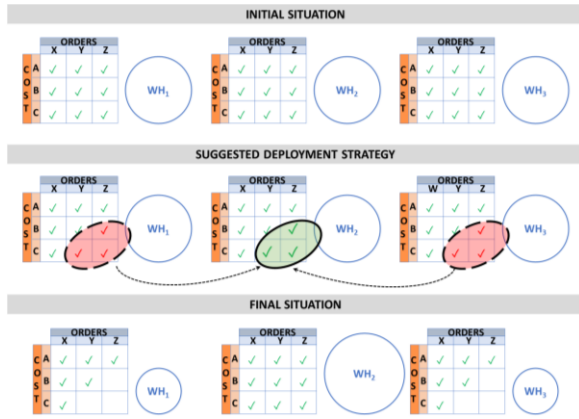 INITIAL SITUATION
ORDERS
X Y Z
COST
A
B
C
WH₁
ORDERS
X Y Z
COST
A
B
C
WH₂
ORDERS
X Y Z
COST
A
B
C
WH₃
SUGGESTED DEPLOYMENT STRATEGY
ORDERS
X Y Z
COST
A
B
C
WH₁
ORDERS
X Y Z
COST
A
B
C
WH₂
ORDERS
W Y Z
COST
A
B
C
WH₃
FINAL SITUATION
ORDERS
X Y Z
COST
A
B
C
WH₁
ORDERS
X Y Z
COST
A
B
C
WH₂
ORDERS
X Y Z
COST
A
B
C
WH₃